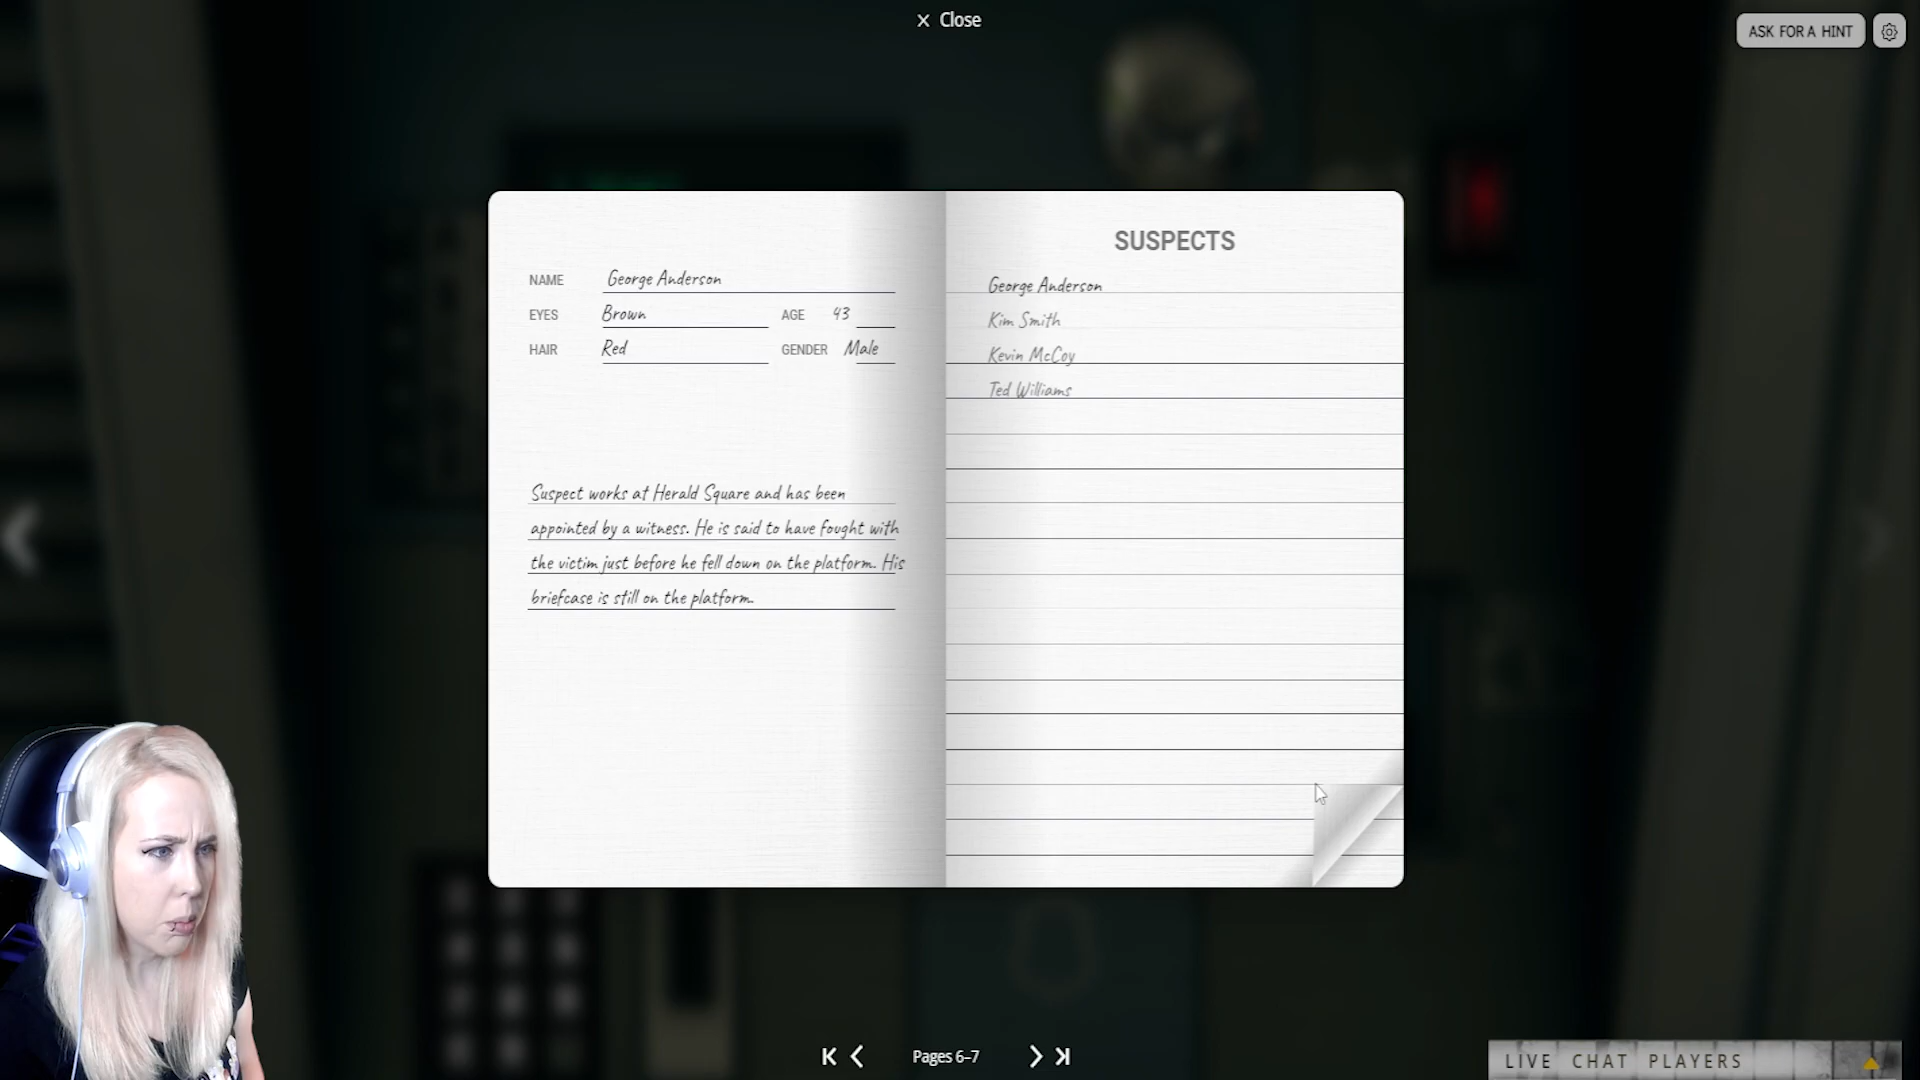 Close
ASK FOR A HINT
NAME George Anderson
EYES Brown AGE 43
HAIR Red GENDER Male
Suspect works at Herald Square and has been
appointed by a witness. He is said to have fought with
the victim just before he fell down on the platform. His
briefcase is still on the platform.
SUSPECTS
George Anderson
Kim Smith
Kevin McCoy
Ted Williams
Pages 6-7
LIVE CHAT PLAYERS